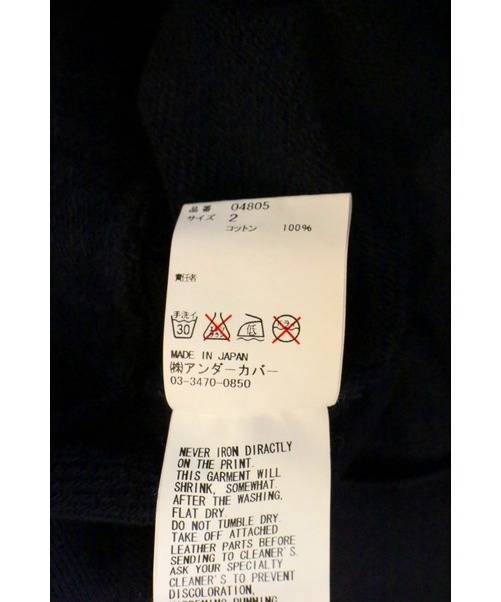 品番 04805
サイズ 2
コットン 100%
責任者
手洗イ
30 低
MADE IN JAPAN
㈱アンダーカバー
03-3470-0850
NEVER IRON DIRACTLY
ON THE PRINT.
THIS GARMENT WILL
SHRINK, SOMEWHAT.
AFTER THE WASHING,
FLAT DRY.
DO NOT TUMBLE DRY.
TAKE OFF ATTACHED
LEATHER PARTS BEFORE
SENDING TO CLEANER'S.
ASK YOUR SPECIALTY
CLEANER'S TO PREVENT
DISCOLORATION,